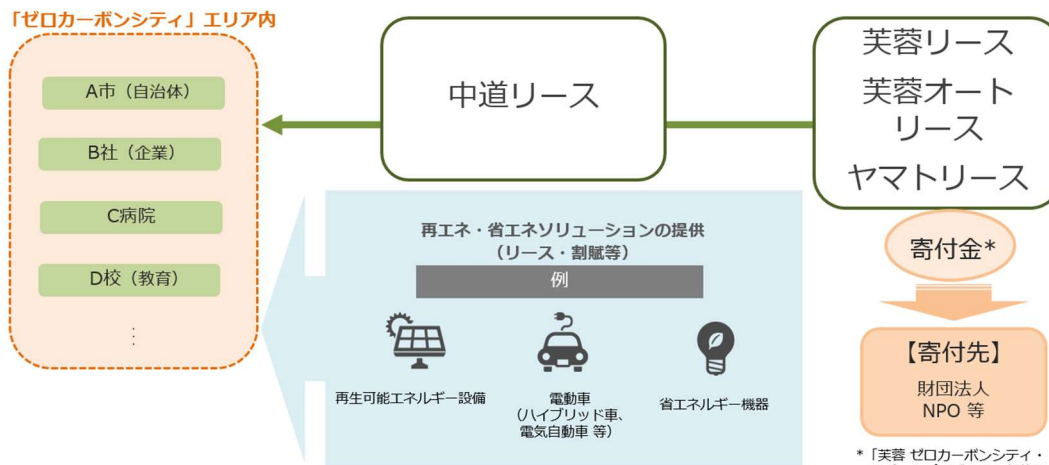 「ゼロカーボンシティ」エリア内
A市（自治体）
B社（企業）
C病院
D校（教育）
⋮
中道リース
芙蓉リース
芙蓉オート
リース
ヤマトリース
再エネ・省エネソリューションの提供
（リース・割賦等）
例
再生可能エネルギー設備
電動車
（ハイブリッド車、
電気自動車 等）
省エネルギー機器
寄付金*
【寄付先】
財団法人
NPO 等
*「芙蓉 ゼロカーボンシティ・